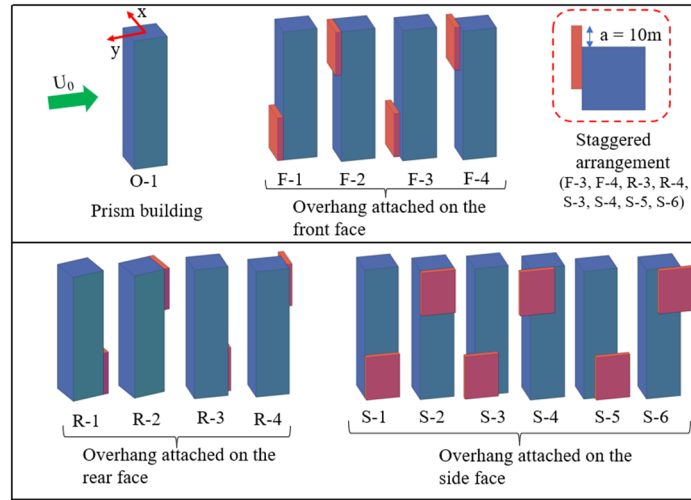 x
y
U0
O-1
Prism building
F-1 F-2 F-3 F-4
Overhang attached on the
front face
a = 10m
Staggered
arrangement
(F-3, F-4, R-3, R-4,
S-3, S-4, S-5, S-6)
R-1 R-2 R-3 R-4
Overhang attached on the
rear face
S-1 S-2 S-3 S-4 S-5 S-6
Overhang attached on the
side face